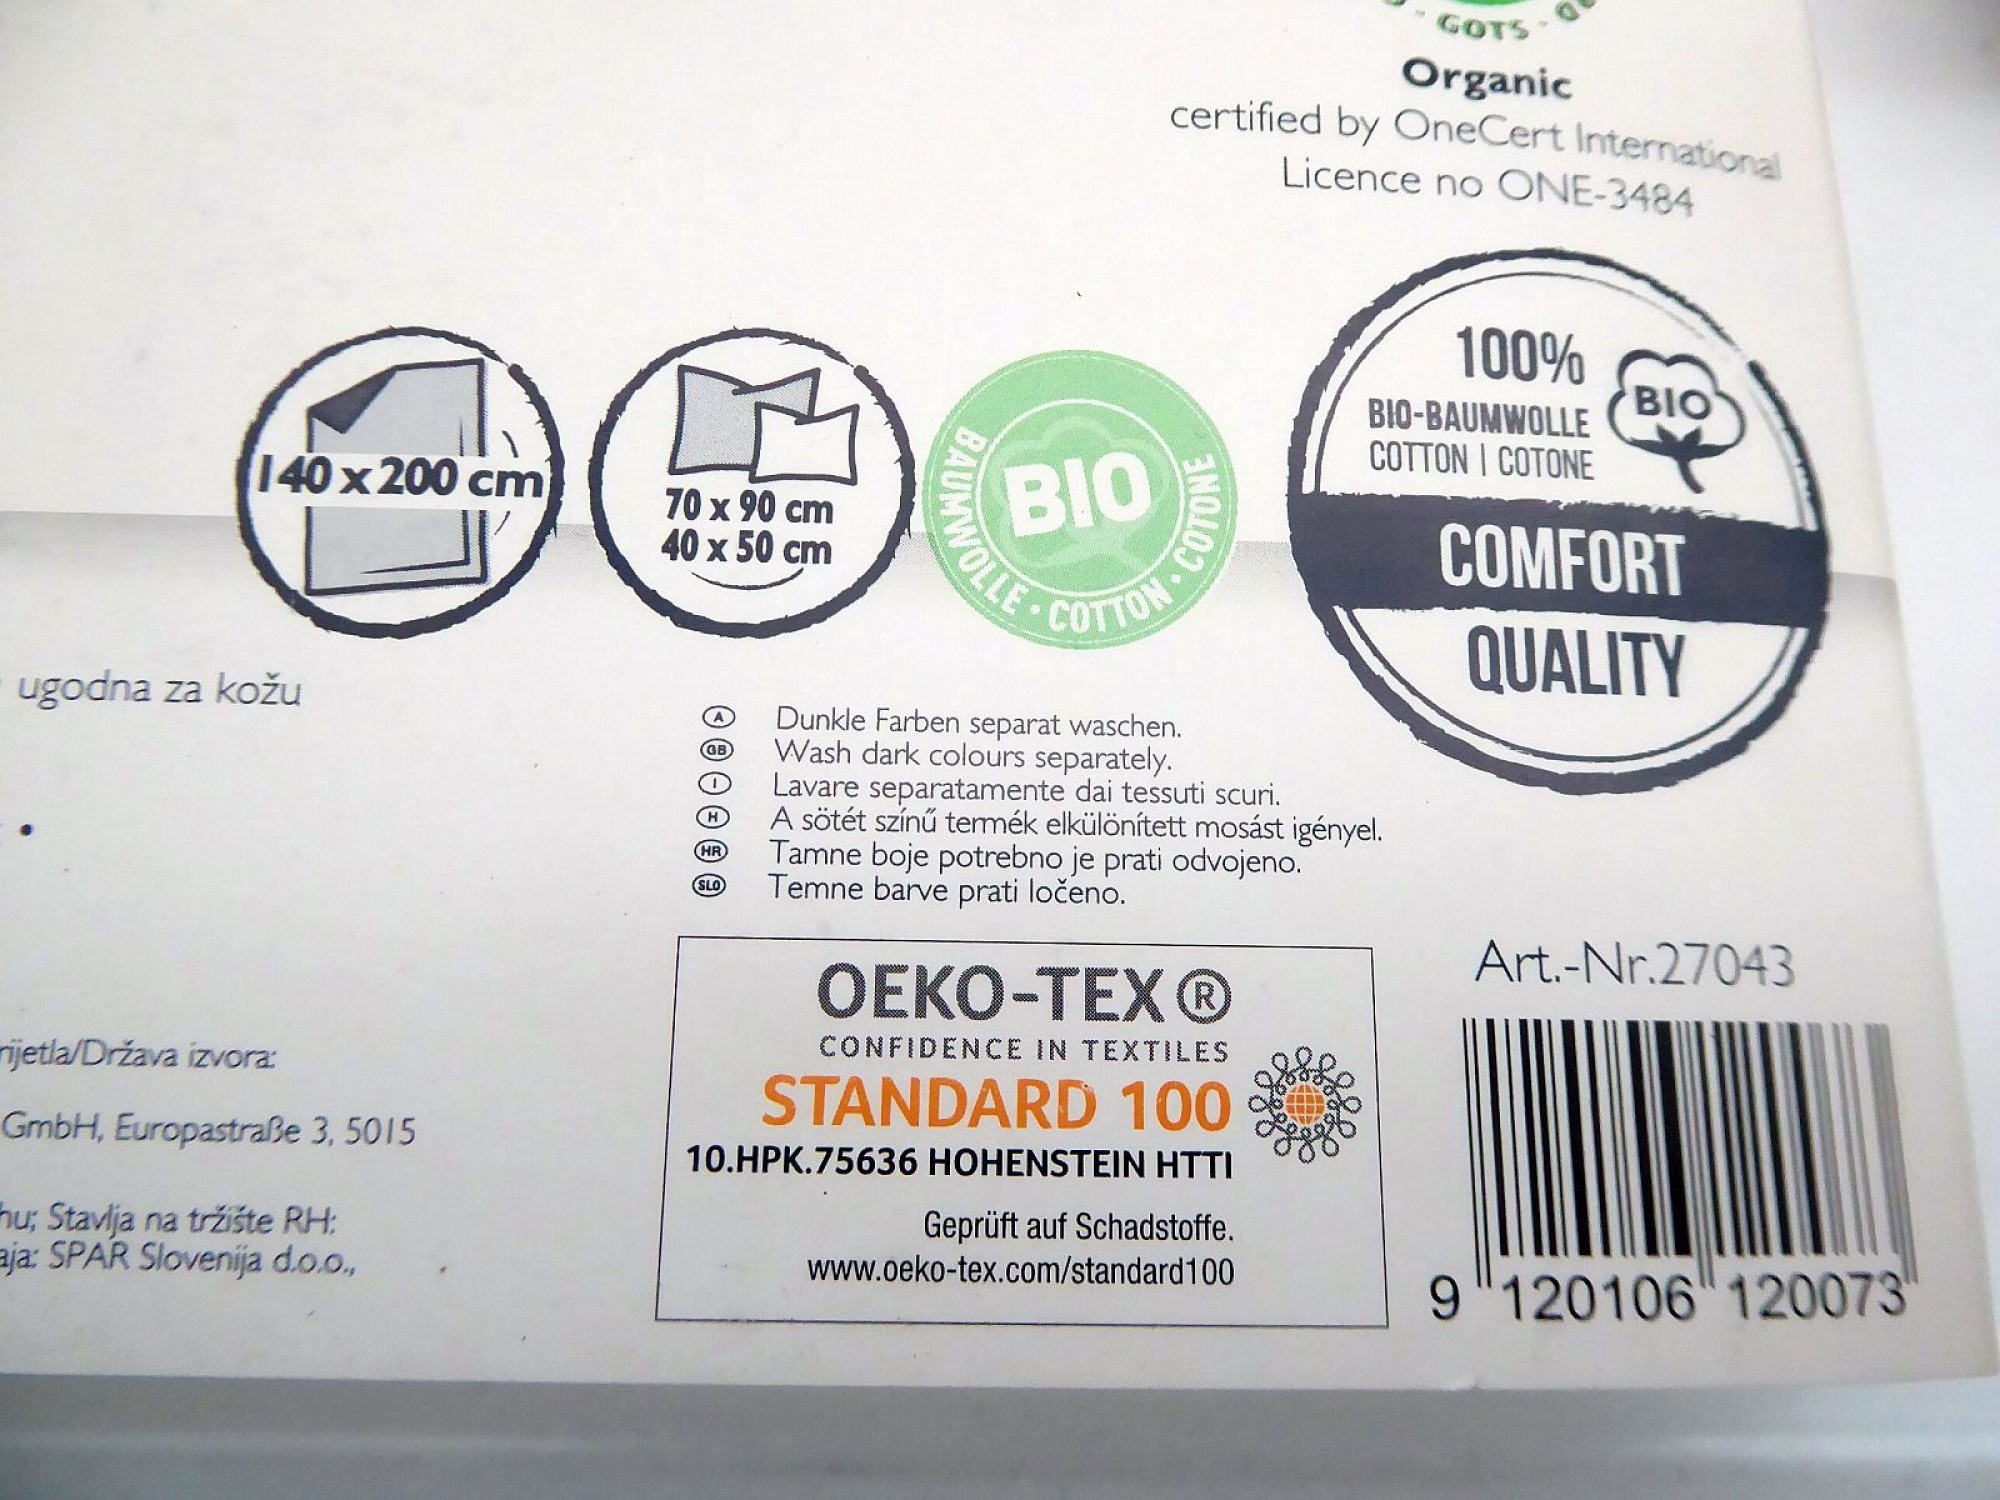 GOTS
Organic
certified by OneCert International
Licence no ONE-3484
140 x 200 cm
70 x 90 cm
40 x 50 cm
BIO
BAUMWOLLE · COTTON · COTONE
100%
BIO-BAUMWOLLE
COTTON | COTONE
BIO
COMFORT
QUALITY
ugodna za kožu
A Dunkle Farben separat waschen.
GB Wash dark colours separately.
I Lavare separatamente dai tessuti scuri.
H A sötét színű termék elkülönített mosást igényel.
HR Tamne boje potrebno je prati odvojeno.
SLO Temne barve prati ločeno.
/Država izvora:
GmbH, Europastraße 3, 5015
Stavlja na tržište RH:
SPAR Slovenija d.o.o.,
OEKO-TEX®
CONFIDENCE IN TEXTILES
STANDARD 100
10.HPK.75636 HOHENSTEIN HTTI
Geprüft auf Schadstoffe.
www.oeko-tex.com/standard100
Art.-Nr.27043
9 120106 120073